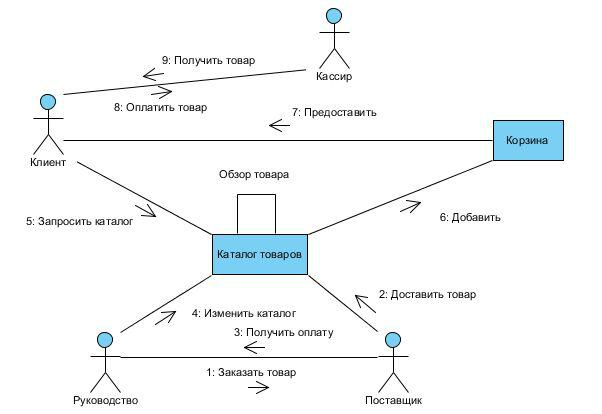 9: Получить товар
Кассир
8: Оплатить товар
7: Предоставить
Клиент
Корзина
Обзор товара
5: Запросить каталог
6: Добавить
Каталог товаров
2: Доставить товар
4: Изменить каталог
3: Получить оплату
1: Заказать товар
Руководство
Поставщик